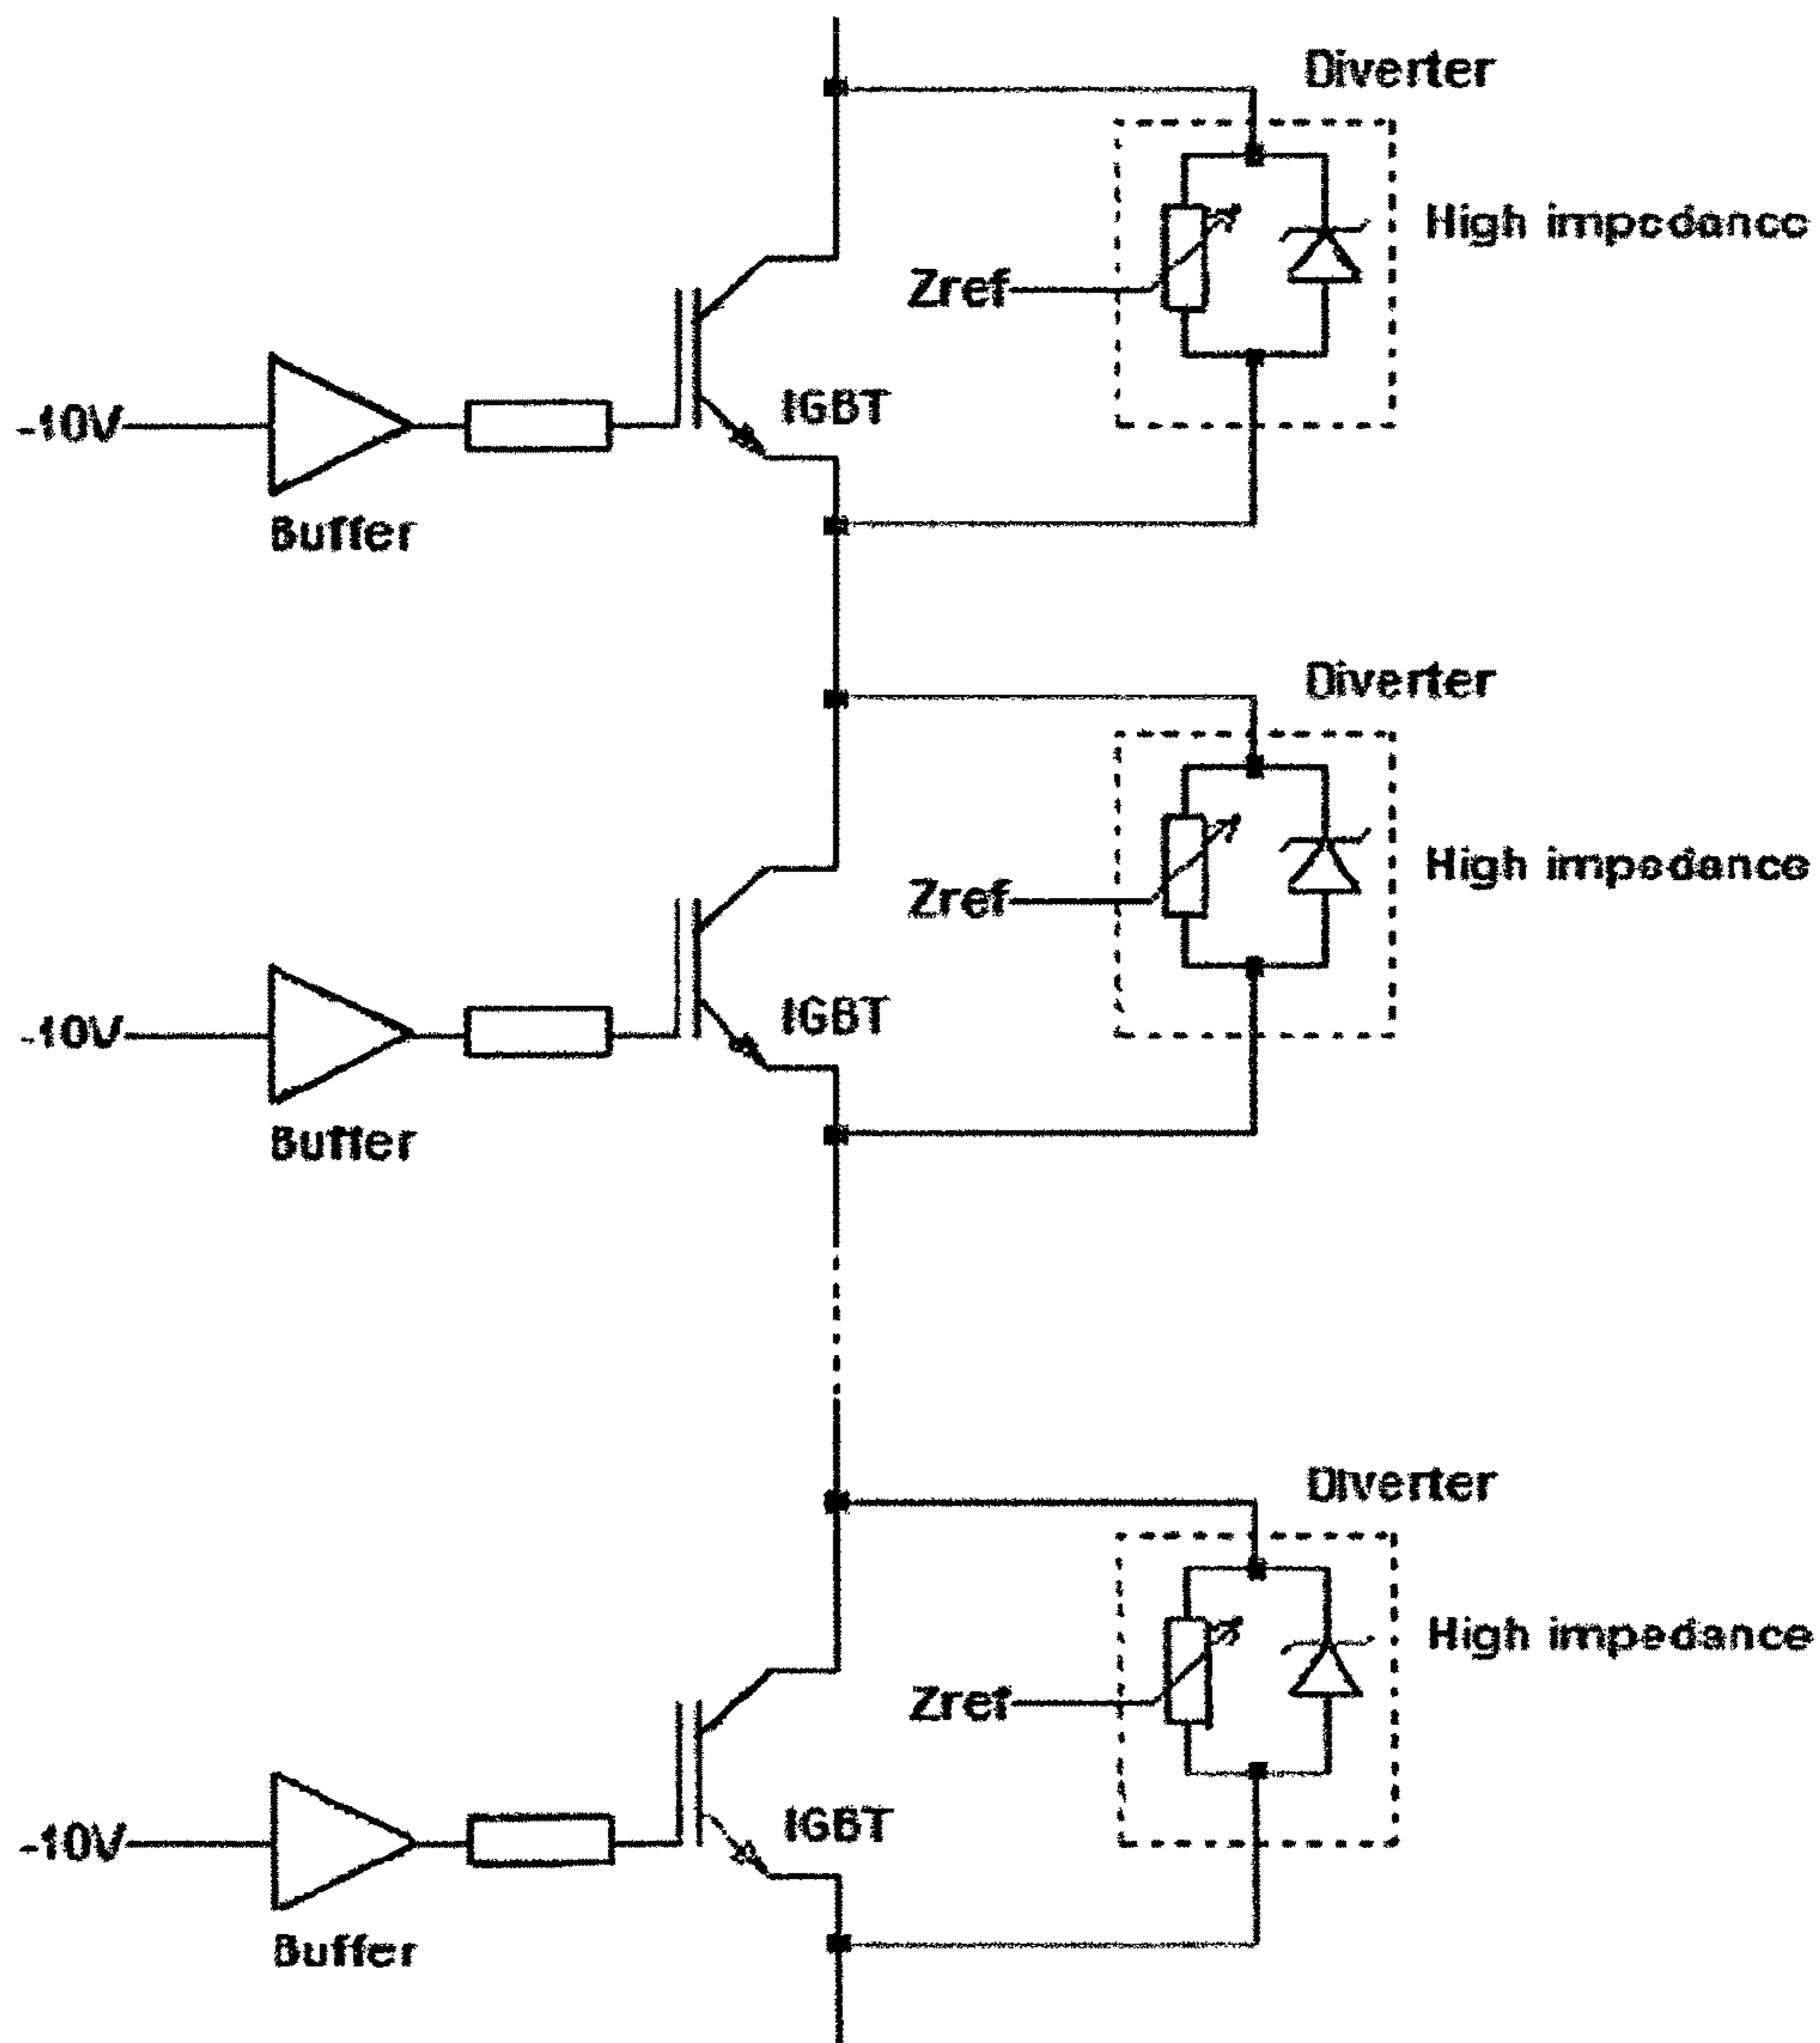 Diverter
High impedance
Zref
IGBT
-10V
Buffer
Diverter
High impedance
Zref
IGBT
-10V
Buffer
Diverter
High impedance
Zref
IGBT
-10V
Buffer